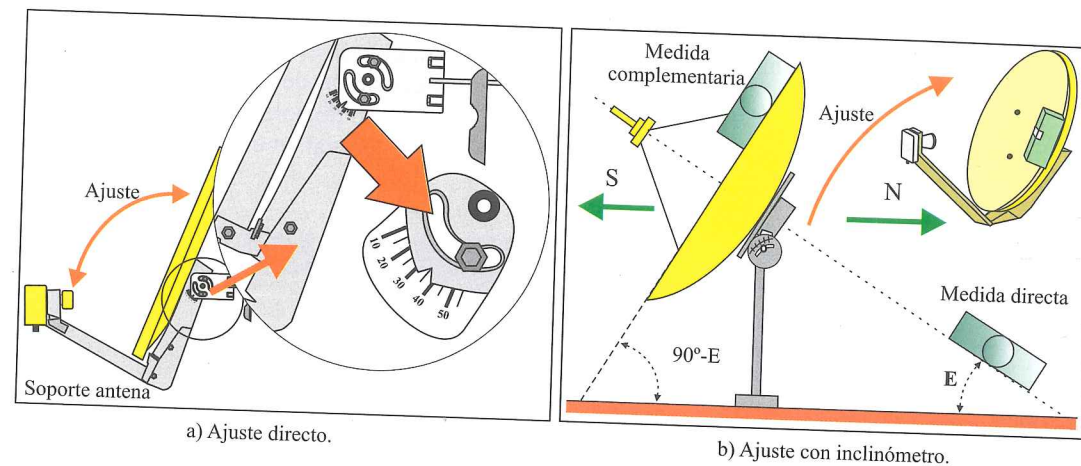 Ajuste
10
20
30
40
50
Soporte antena
a) Ajuste directo.
Medida
complementaria
Ajuste
S
N
Medida directa
90º-E
E
b) Ajuste con inclinómetro.